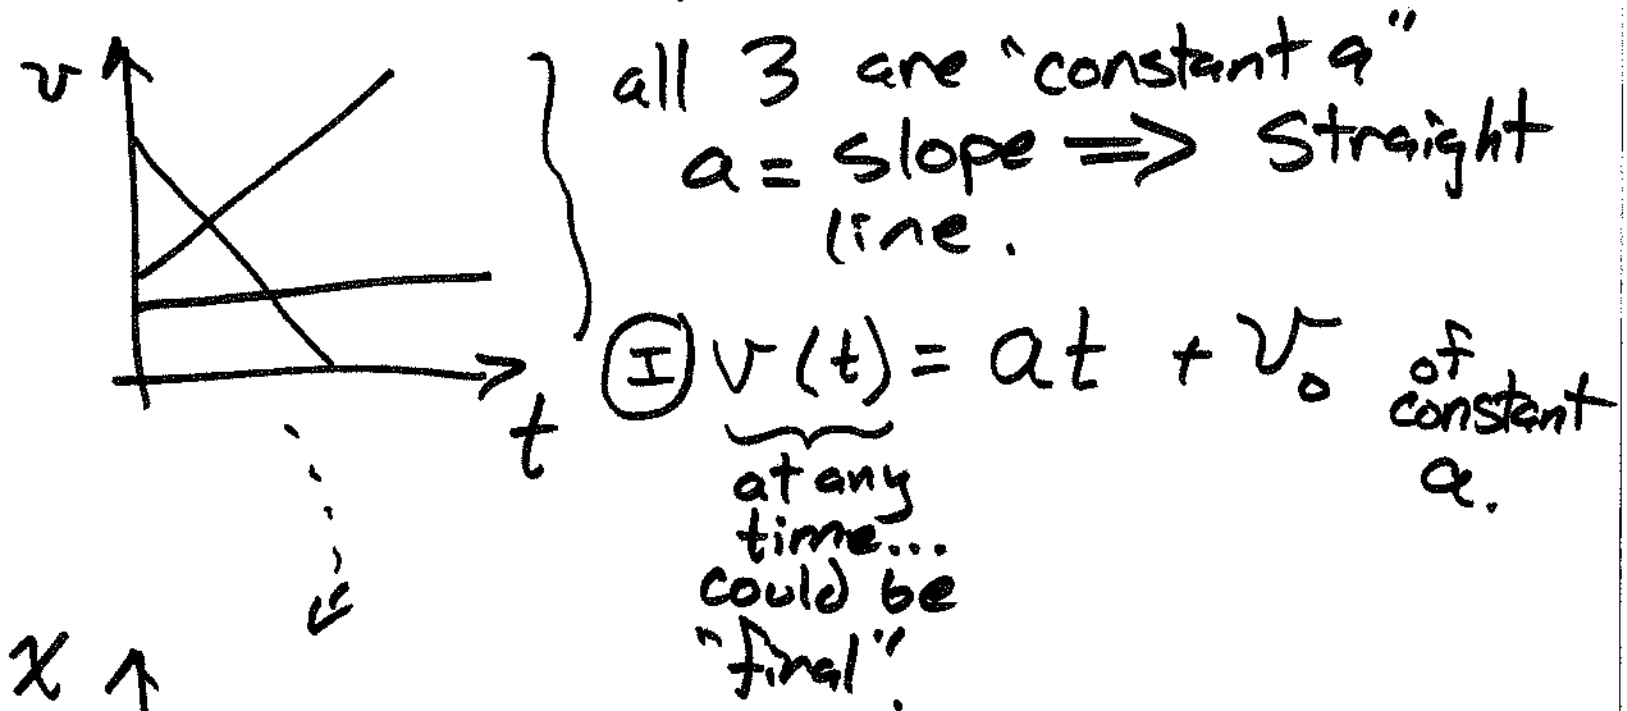 v
all 3 are "constant a"
a = slope => straight
line.
Ⓘ v(t) = at + v₀ of
constant
a.
t
at any
time...
could be
"final".
x